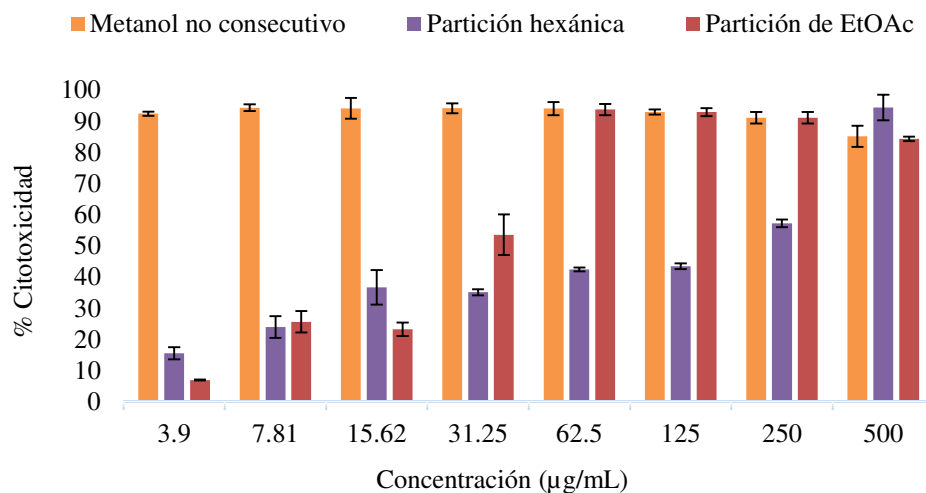 Metanol no consecutivo Partición hexánica Partición de EtOAc
100
90
80
70
60
50
40
30
20
10
0
% Citotoxicidad
3.9 7.81 15.62 31.25 62.5 125 250 500
Concentración (µg/mL)